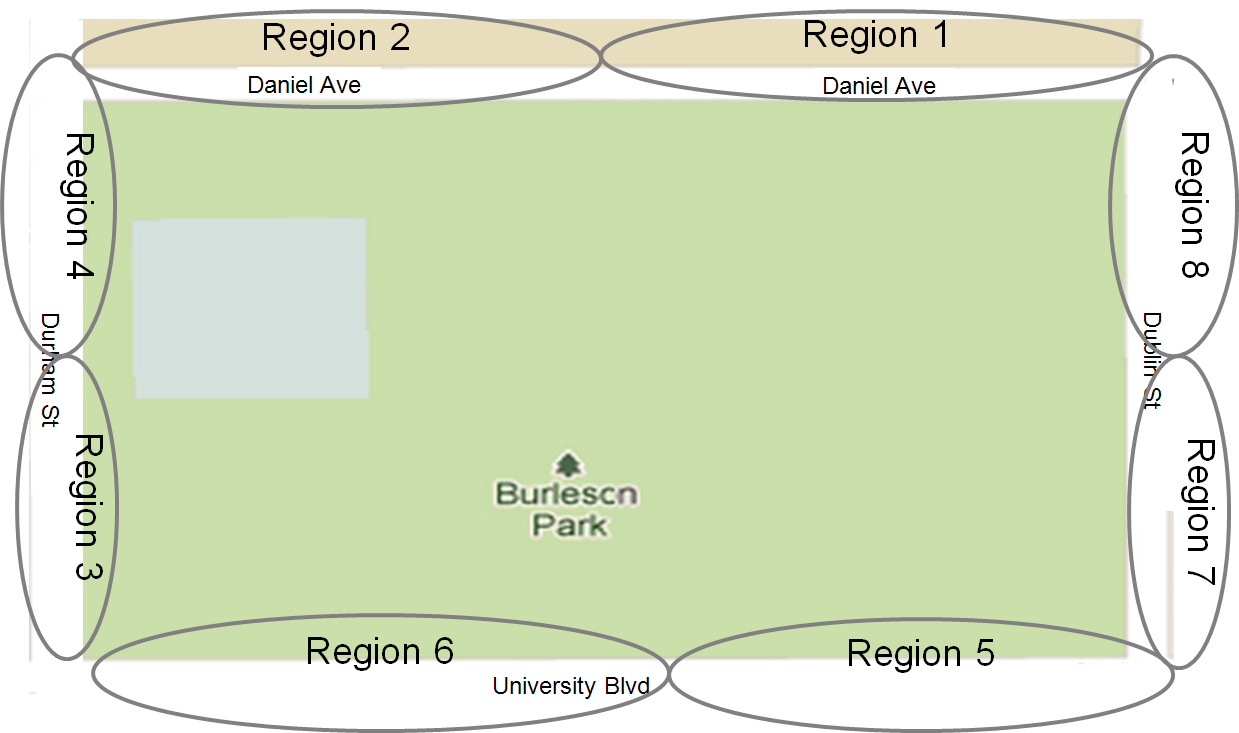 Region 2
Region 1
Daniel Ave
Daniel Ave
Region 4
Region 8
Durham St
Dublin St
Region 3
Region 7
Burleson
Park
Region 6
Region 5
University Blvd